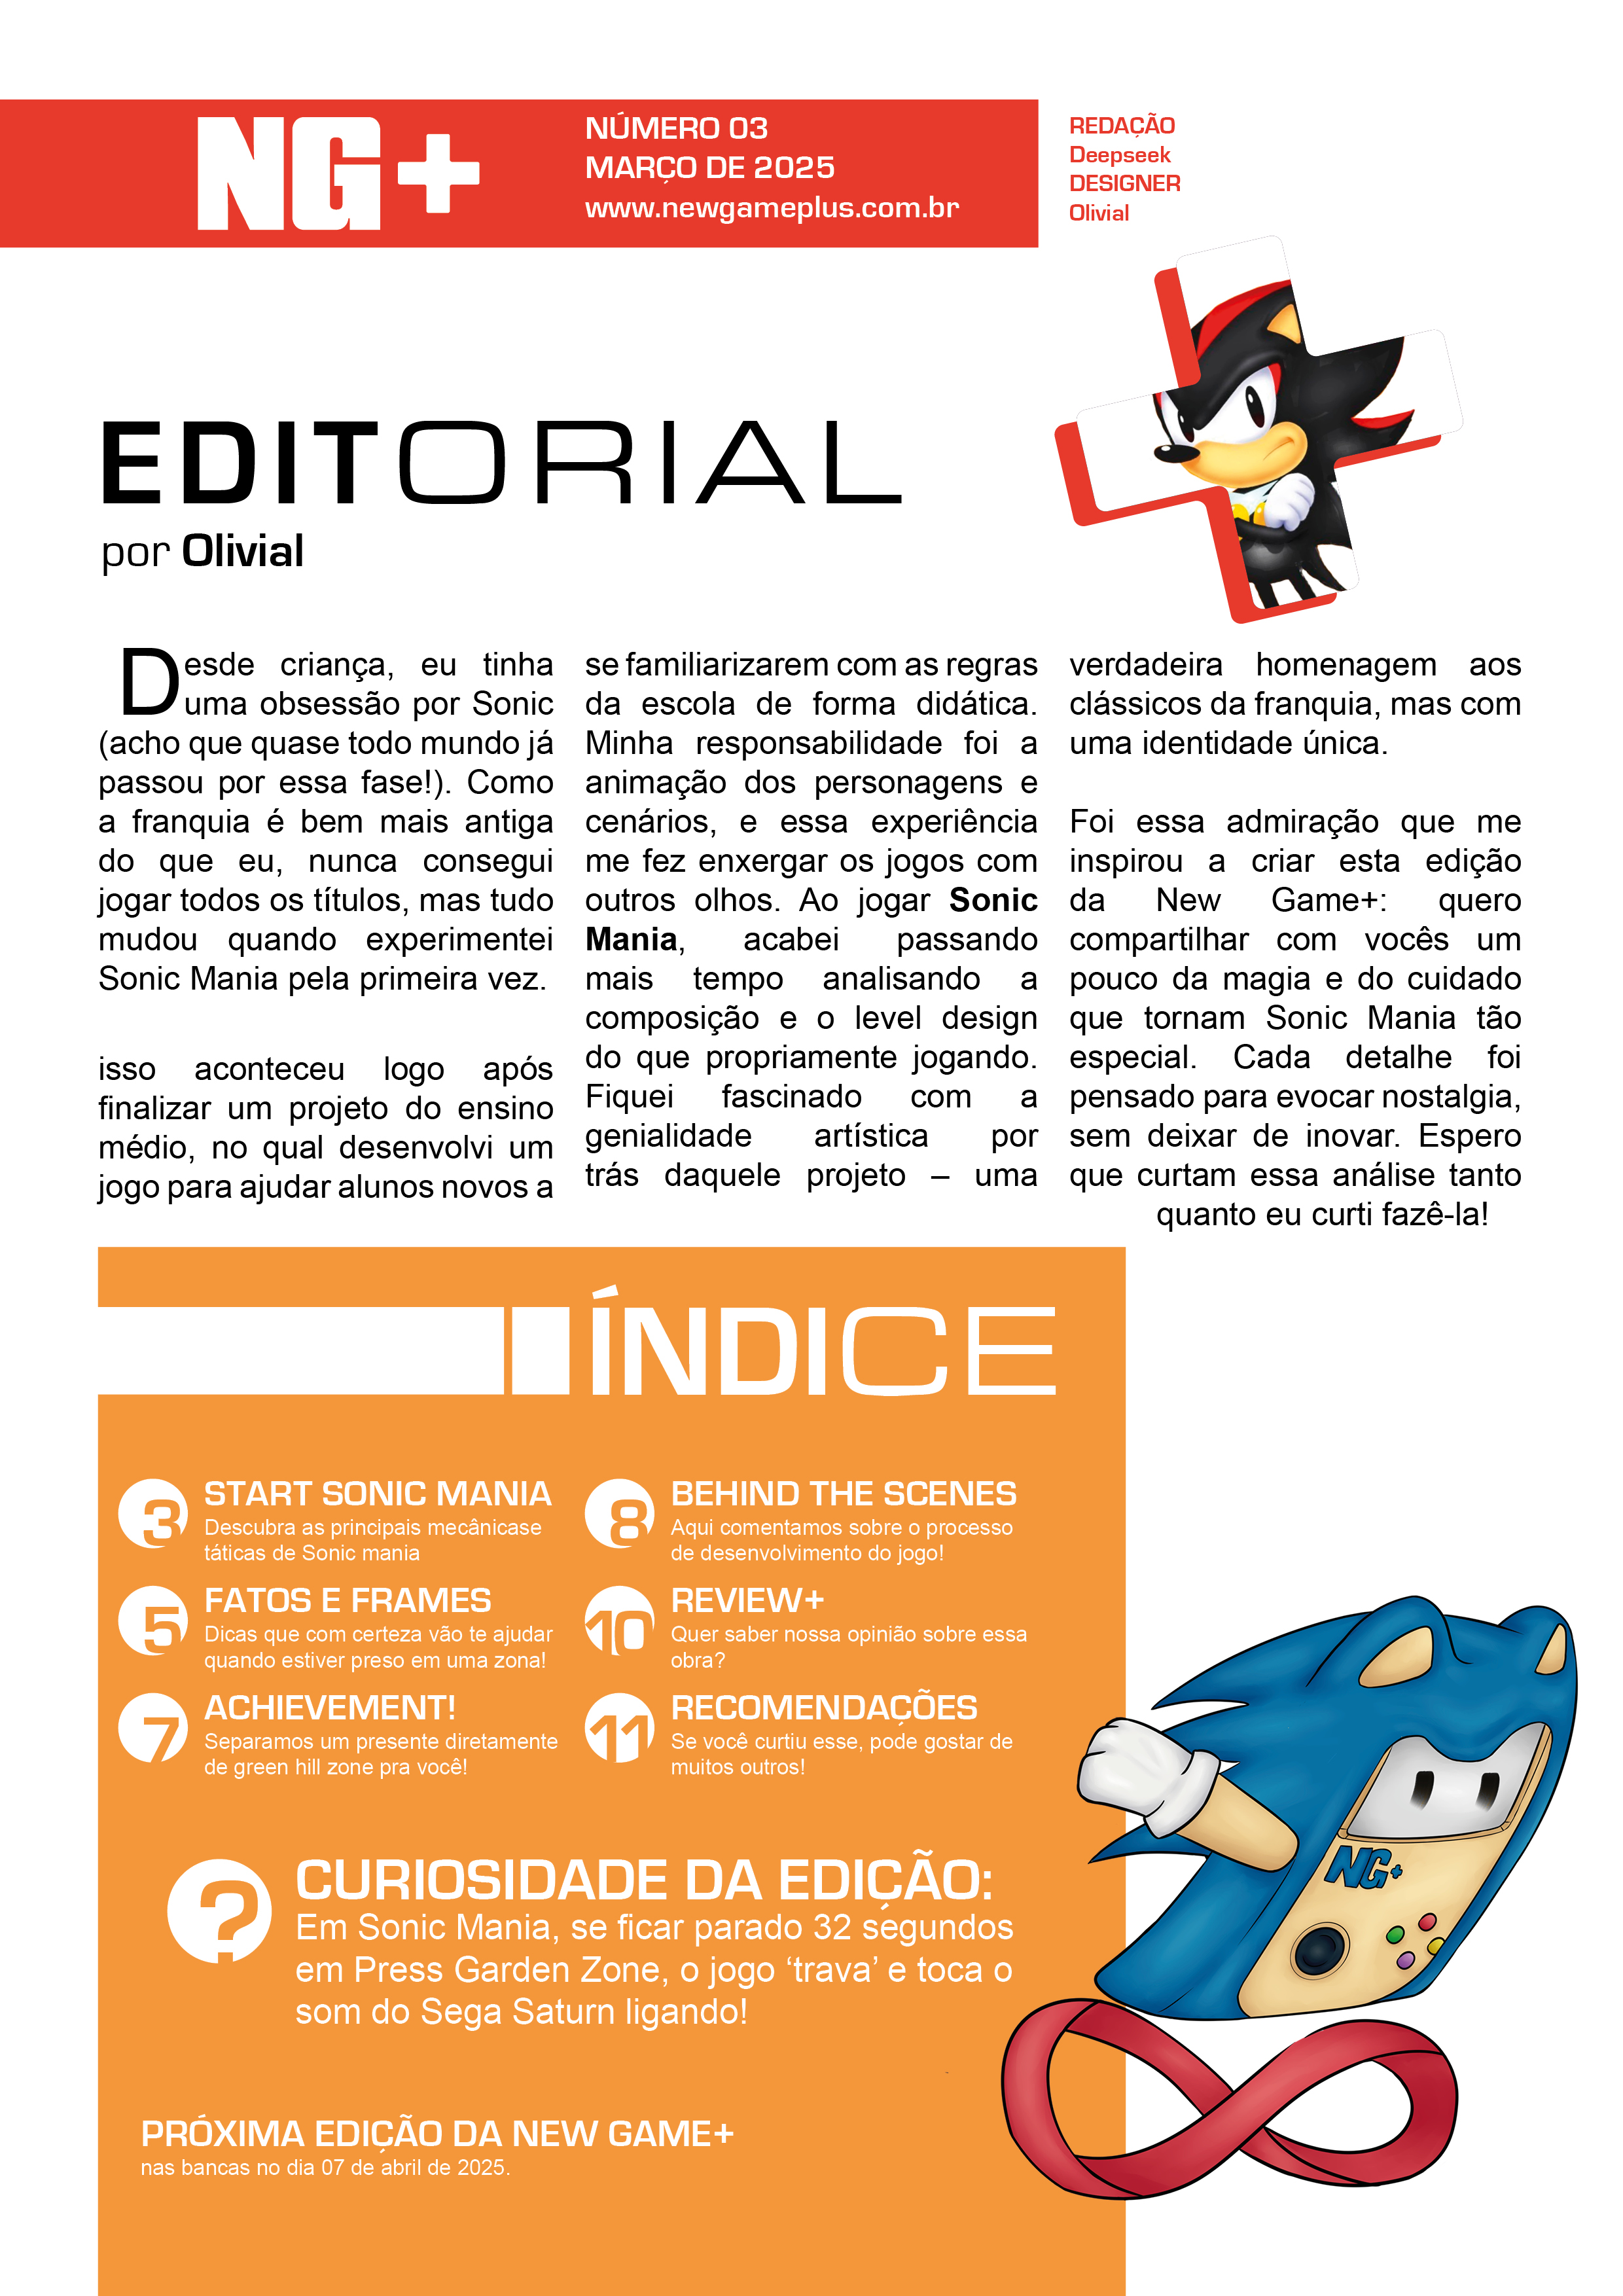 NG+
NÚMERO 03
MARÇO DE 2025
www.newgameplus.com.br
REDAÇÃO
Deepseek
DESIGNER
Olivial
EDITORIAL
por Olivial
Desde criança, eu tinha
uma obsessão por Sonic
(acho que quase todo mundo já
passou por essa fase!). Como
a franquia é bem mais antiga
do que eu, nunca consegui
jogar todos os títulos, mas tudo
mudou quando experimentei
Sonic Mania pela primeira vez.
isso aconteceu logo após
finalizar um projeto do ensino
médio, no qual desenvolvi um
jogo para ajudar alunos novos a
se familiarizarem com as regras
da escola de forma didática.
Minha responsabilidade foi a
animação dos personagens e
cenários, e essa experiência
me fez enxergar os jogos com
outros olhos. Ao jogar Sonic
Mania, acabei passando
mais tempo analisando a
composição e o level design
do que propriamente jogando.
Fiquei fascinado com a
genialidade artística por
trás daquele projeto – uma
verdadeira homenagem aos
clássicos da franquia, mas com
uma identidade única.
Foi essa admiração que me
inspirou a criar esta edição
da New Game+: quero
compartilhar com vocês um
pouco da magia e do cuidado
que tornam Sonic Mania tão
especial. Cada detalhe foi
pensado para evocar nostalgia,
sem deixar de inovar. Espero
que curtam essa análise tanto
quanto eu curti fazê-la!
ÍNDICE
3 START SONIC MANIA
Descubra as principais mecânicase
táticas de Sonic mania
5 FATOS E FRAMES
Dicas que com certeza vão te ajudar
quando estiver preso em uma zona!
7 ACHIEVEMENT!
Separamos um presente diretamente
de green hill zone pra você!
8 BEHIND THE SCENES
Aqui comentamos sobre o processo
de desenvolvimento do jogo!
10 REVIEW+
Quer saber nossa opinião sobre essa
obra?
11 RECOMENDAÇÕES
Se você curtiu esse, pode gostar de
muitos outros!
? CURIOSIDADE DA EDIÇÃO:
Em Sonic Mania, se ficar parado 32 segundos
em Press Garden Zone, o jogo ‘trava’ e toca o
som do Sega Saturn ligando!
NG+
PRÓXIMA EDIÇÃO DA NEW GAME+
nas bancas no dia 07 de abril de 2025.